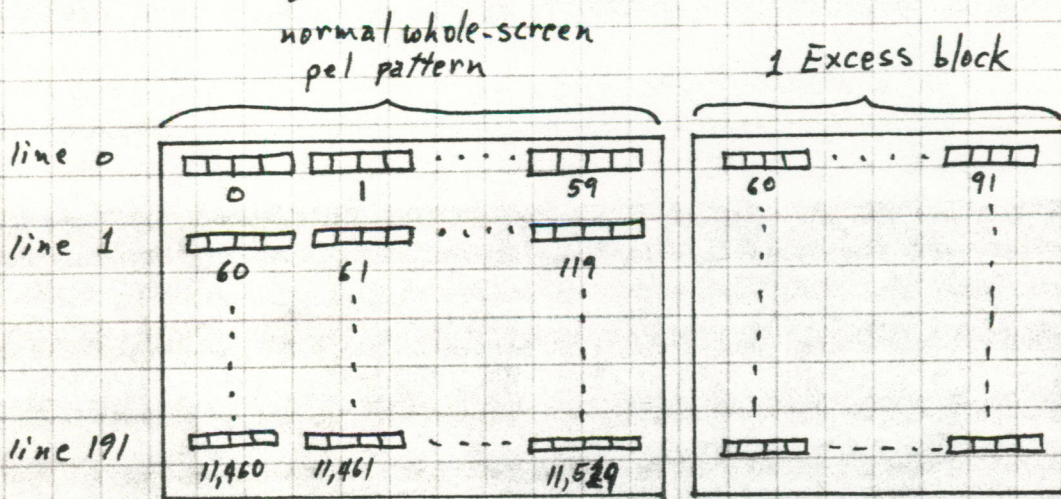 normal whole-screen
pel pattern
1 Excess block
line 0
0 1 59 60 91
line 1
60 61 119
line 191
11,460 11,461